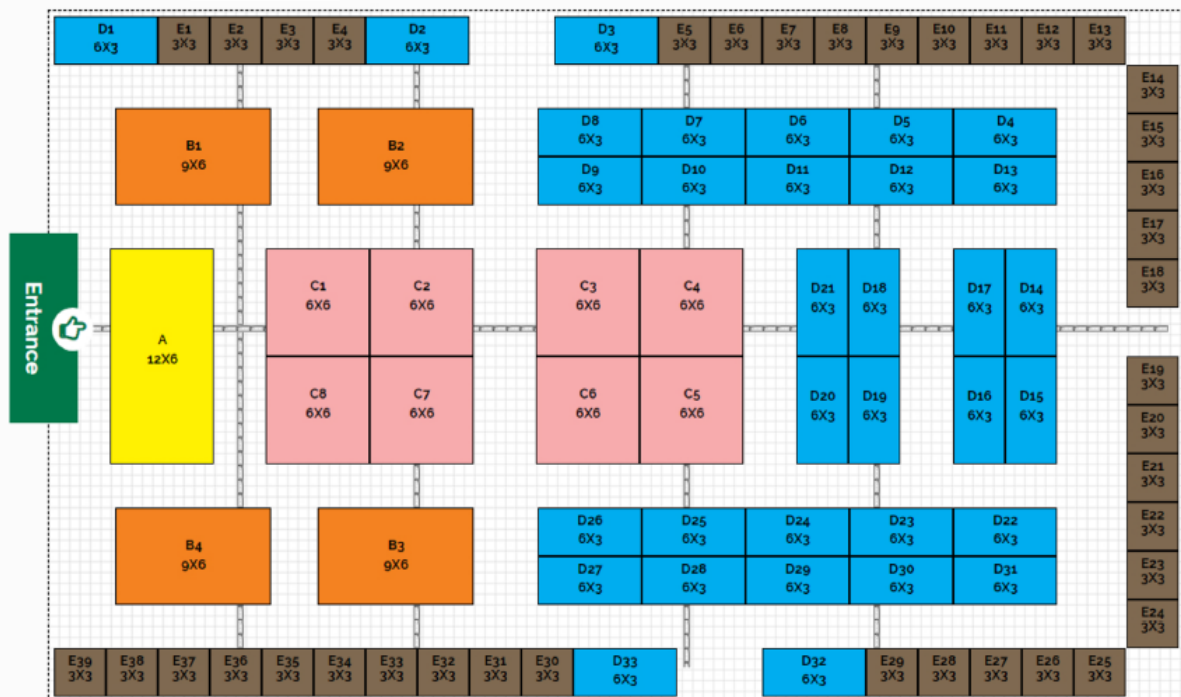 D1
6X3
E1
3X3
E2
3X3
E3
3X3
E4
3X3
D2
6X3
D3
6X3
E5
3X3
E6
3X3
E7
3X3
E8
3X3
E9
3X3
E10
3X3
E11
3X3
E12
3X3
E13
3X3
E14
3X3
E15
3X3
E16
3X3
E17
3X3
E18
3X3
B1
9X6
B2
9X6
D8
6X3
D7
6X3
D6
6X3
D5
6X3
D4
6X3
D9
6X3
D10
6X3
D11
6X3
D12
6X3
D13
6X3
Entrance
A
12X6
C1
6X6
C2
6X6
C3
6X6
C4
6X6
D21
6X3
D18
6X3
D17
6X3
D14
6X3
C8
6X6
C7
6X6
C6
6X6
C5
6X6
D20
6X3
D19
6X3
D16
6X3
D15
6X3
E19
3X3
E20
3X3
E21
3X3
E22
3X3
E23
3X3
E24
3X3
B4
9X6
B3
9X6
D26
6X3
D25
6X3
D24
6X3
D23
6X3
D22
6X3
D27
6X3
D28
6X3
D29
6X3
D30
6X3
D31
6X3
E39
3X3
E38
3X3
E37
3X3
E36
3X3
E35
3X3
E34
3X3
E33
3X3
E32
3X3
E31
3X3
E30
3X3
D33
6X3
D32
6X3
E29
3X3
E28
3X3
E27
3X3
E26
3X3
E25
3X3